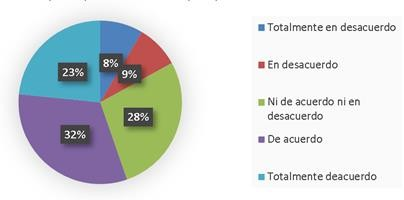 8%
9%
23%
28%
32%
Totalmente en desacuerdo
En desacuerdo
Ni de acuerdo ni en
desacuerdo
De acuerdo
Totalmente deacuerdo